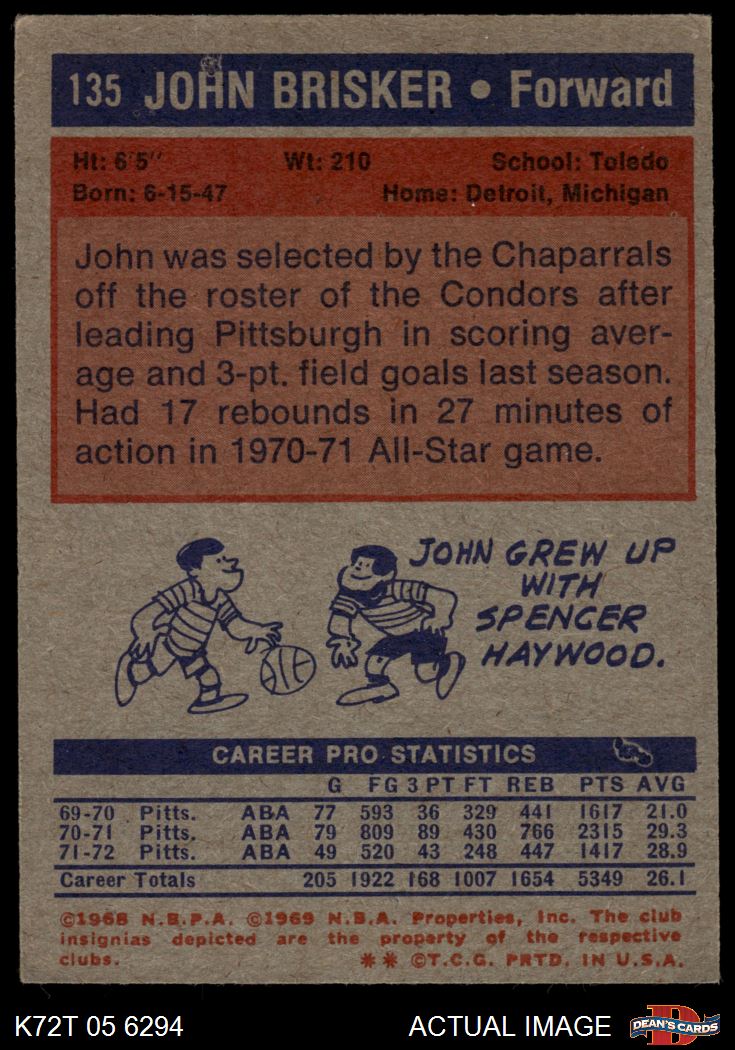 135 JOHN BRISKER • Forward
Ht: 6'5" Wt: 210 School: Toledo
Born: 6-15-47 Home: Detroit, Michigan
John was selected by the Chaparrals
off the roster of the Condors after
leading Pittsburgh in scoring aver-
age and 3-pt. field goals last season.
Had 17 rebounds in 27 minutes of
action in 1970-71 All-Star game.
JOHN GREW UP
WITH
SPENCER
HAYWOOD.
CAREER PRO STATISTICS
G FG 3 PT FT REB PTS AVG
69-70 Pitts. ABA 77 593 36 329 441 1617 21.0
70-71 Pitts. ABA 79 809 89 430 766 2315 29.3
71-72 Pitts. ABA 49 520 43 248 447 1417 28.9
Career Totals 205 1922 168 1007 1654 5349 26.1
©1968 N.B.P.A. ©1969 N.B.A. Properties, Inc. The club
insignias depicted are the property of the respective
clubs. ** ©T.C.G. PRTD. IN U.S.A.
K72T 05 6294 ACTUAL IMAGE DEAN'S CARDS